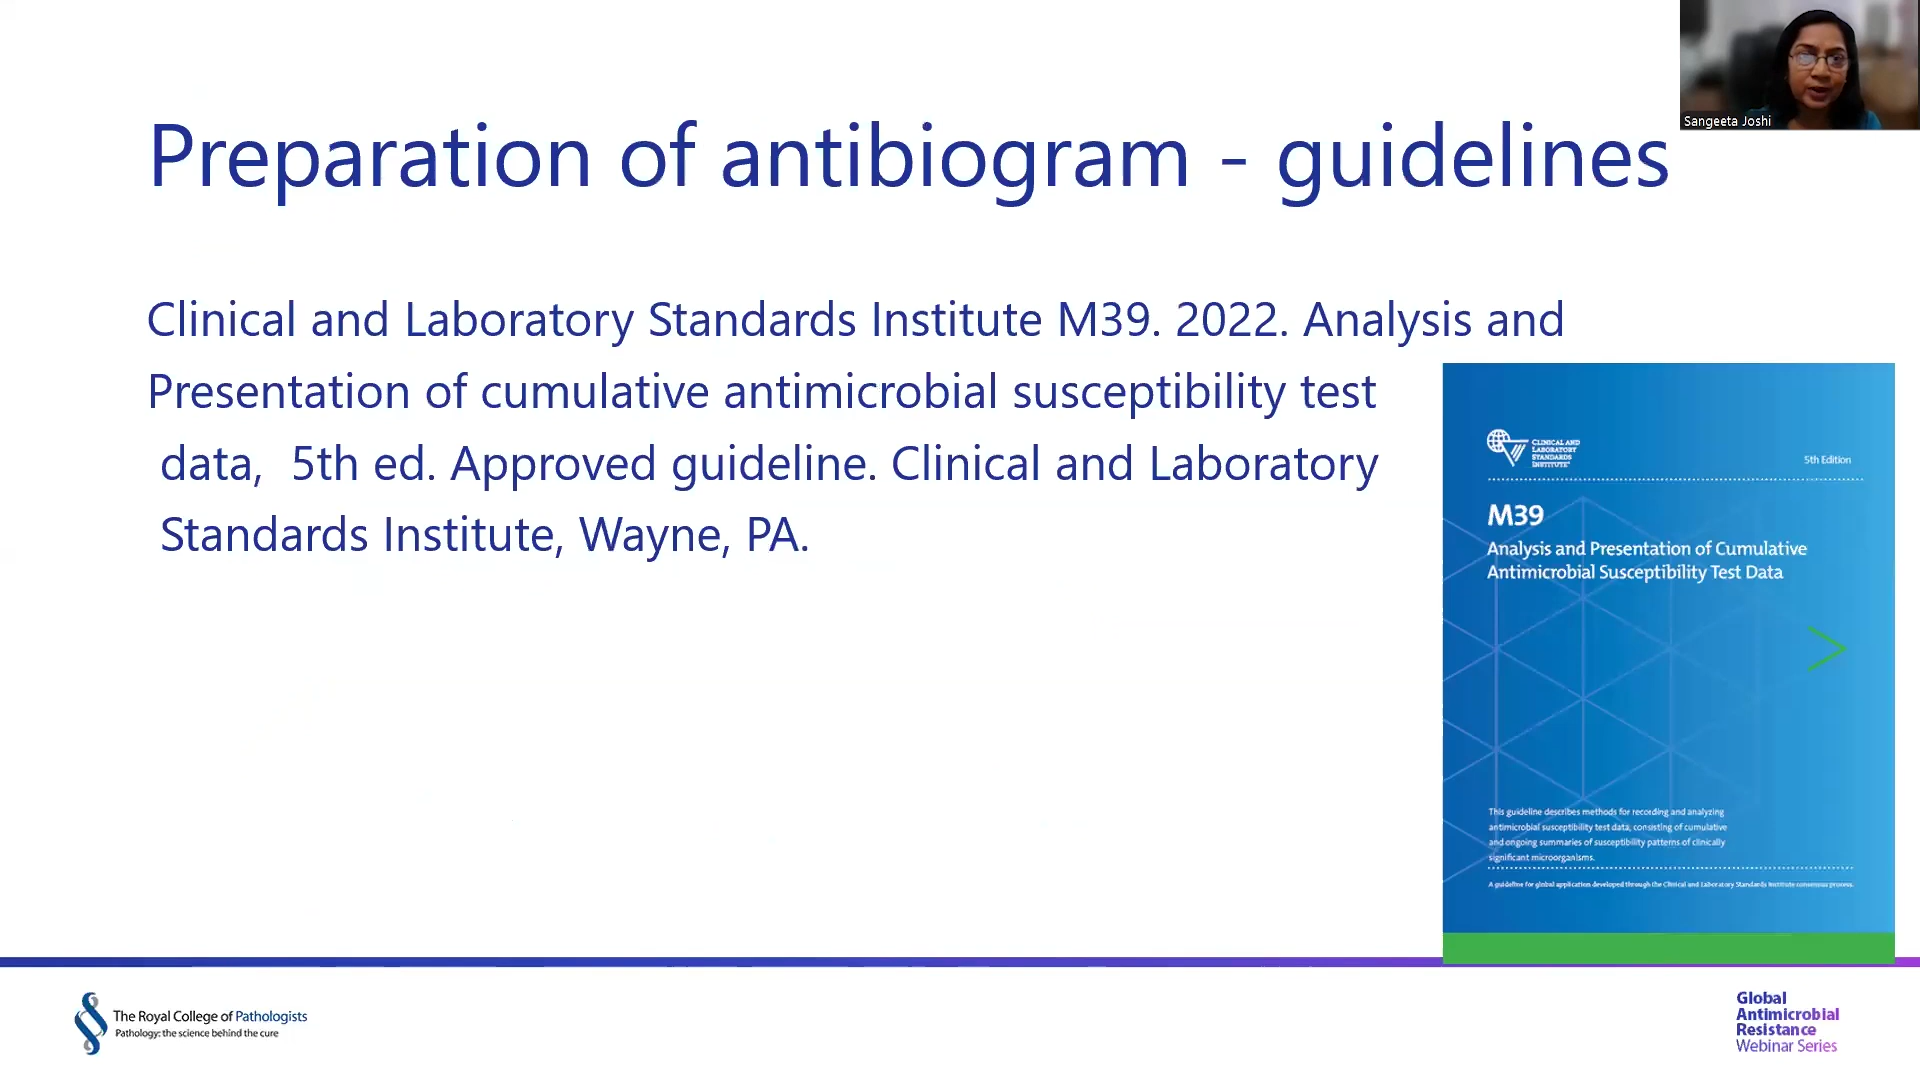 Sangeeta Joshi
Preparation of antibiogram - guidelines
Clinical and Laboratory Standards Institute M39. 2022. Analysis and
Presentation of cumulative antimicrobial susceptibility test
data, 5th ed. Approved guideline. Clinical and Laboratory
Standards Institute, Wayne, PA.
CLINICAL AND
LABORATORY
STANDARDS
INSTITUTE
5th Edition
M39
Analysis and Presentation of Cumulative
Antimicrobial Susceptibility Test Data
This guideline describes methods for recording and analyzing
antimicrobial susceptibility test data, consisting of cumulative
and ongoing summaries of susceptibility patterns of clinically
significant microorganisms.
A guideline for global application developed through the Clinical and Laboratory Standards Institute consensus process.
The Royal College of Pathologists
Pathology: the science behind the cure
Global
Antimicrobial
Resistance
Webinar Series